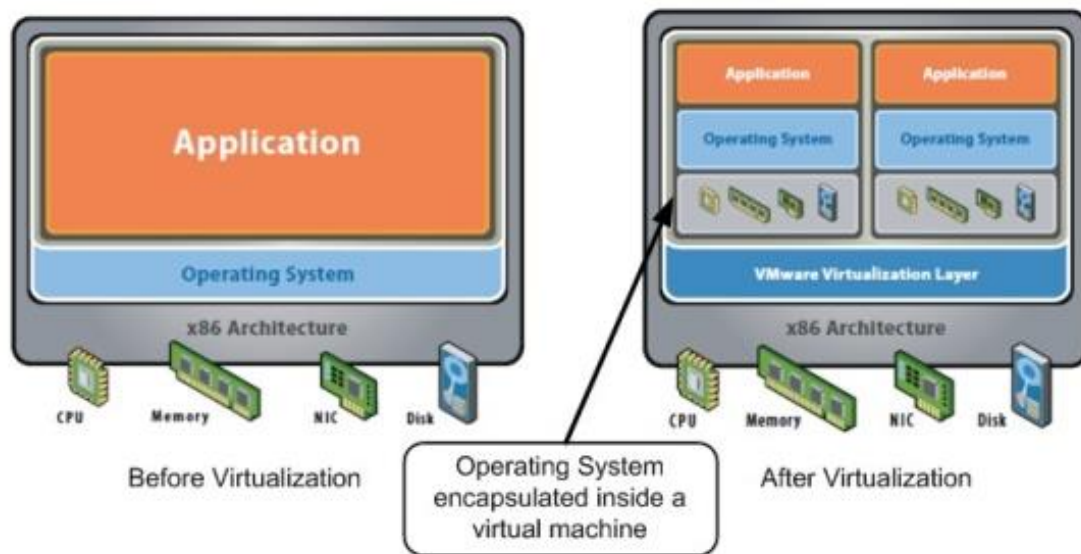 Application
Operating System
x86 Architecture
CPU
Memory
NIC
Disk
Before Virtualization
Application
Application
Operating System
Operating System
VMware Virtualization Layer
x86 Architecture
CPU
Memory
NIC
Disk
After Virtualization
Operating System
encapsulated inside a
virtual machine